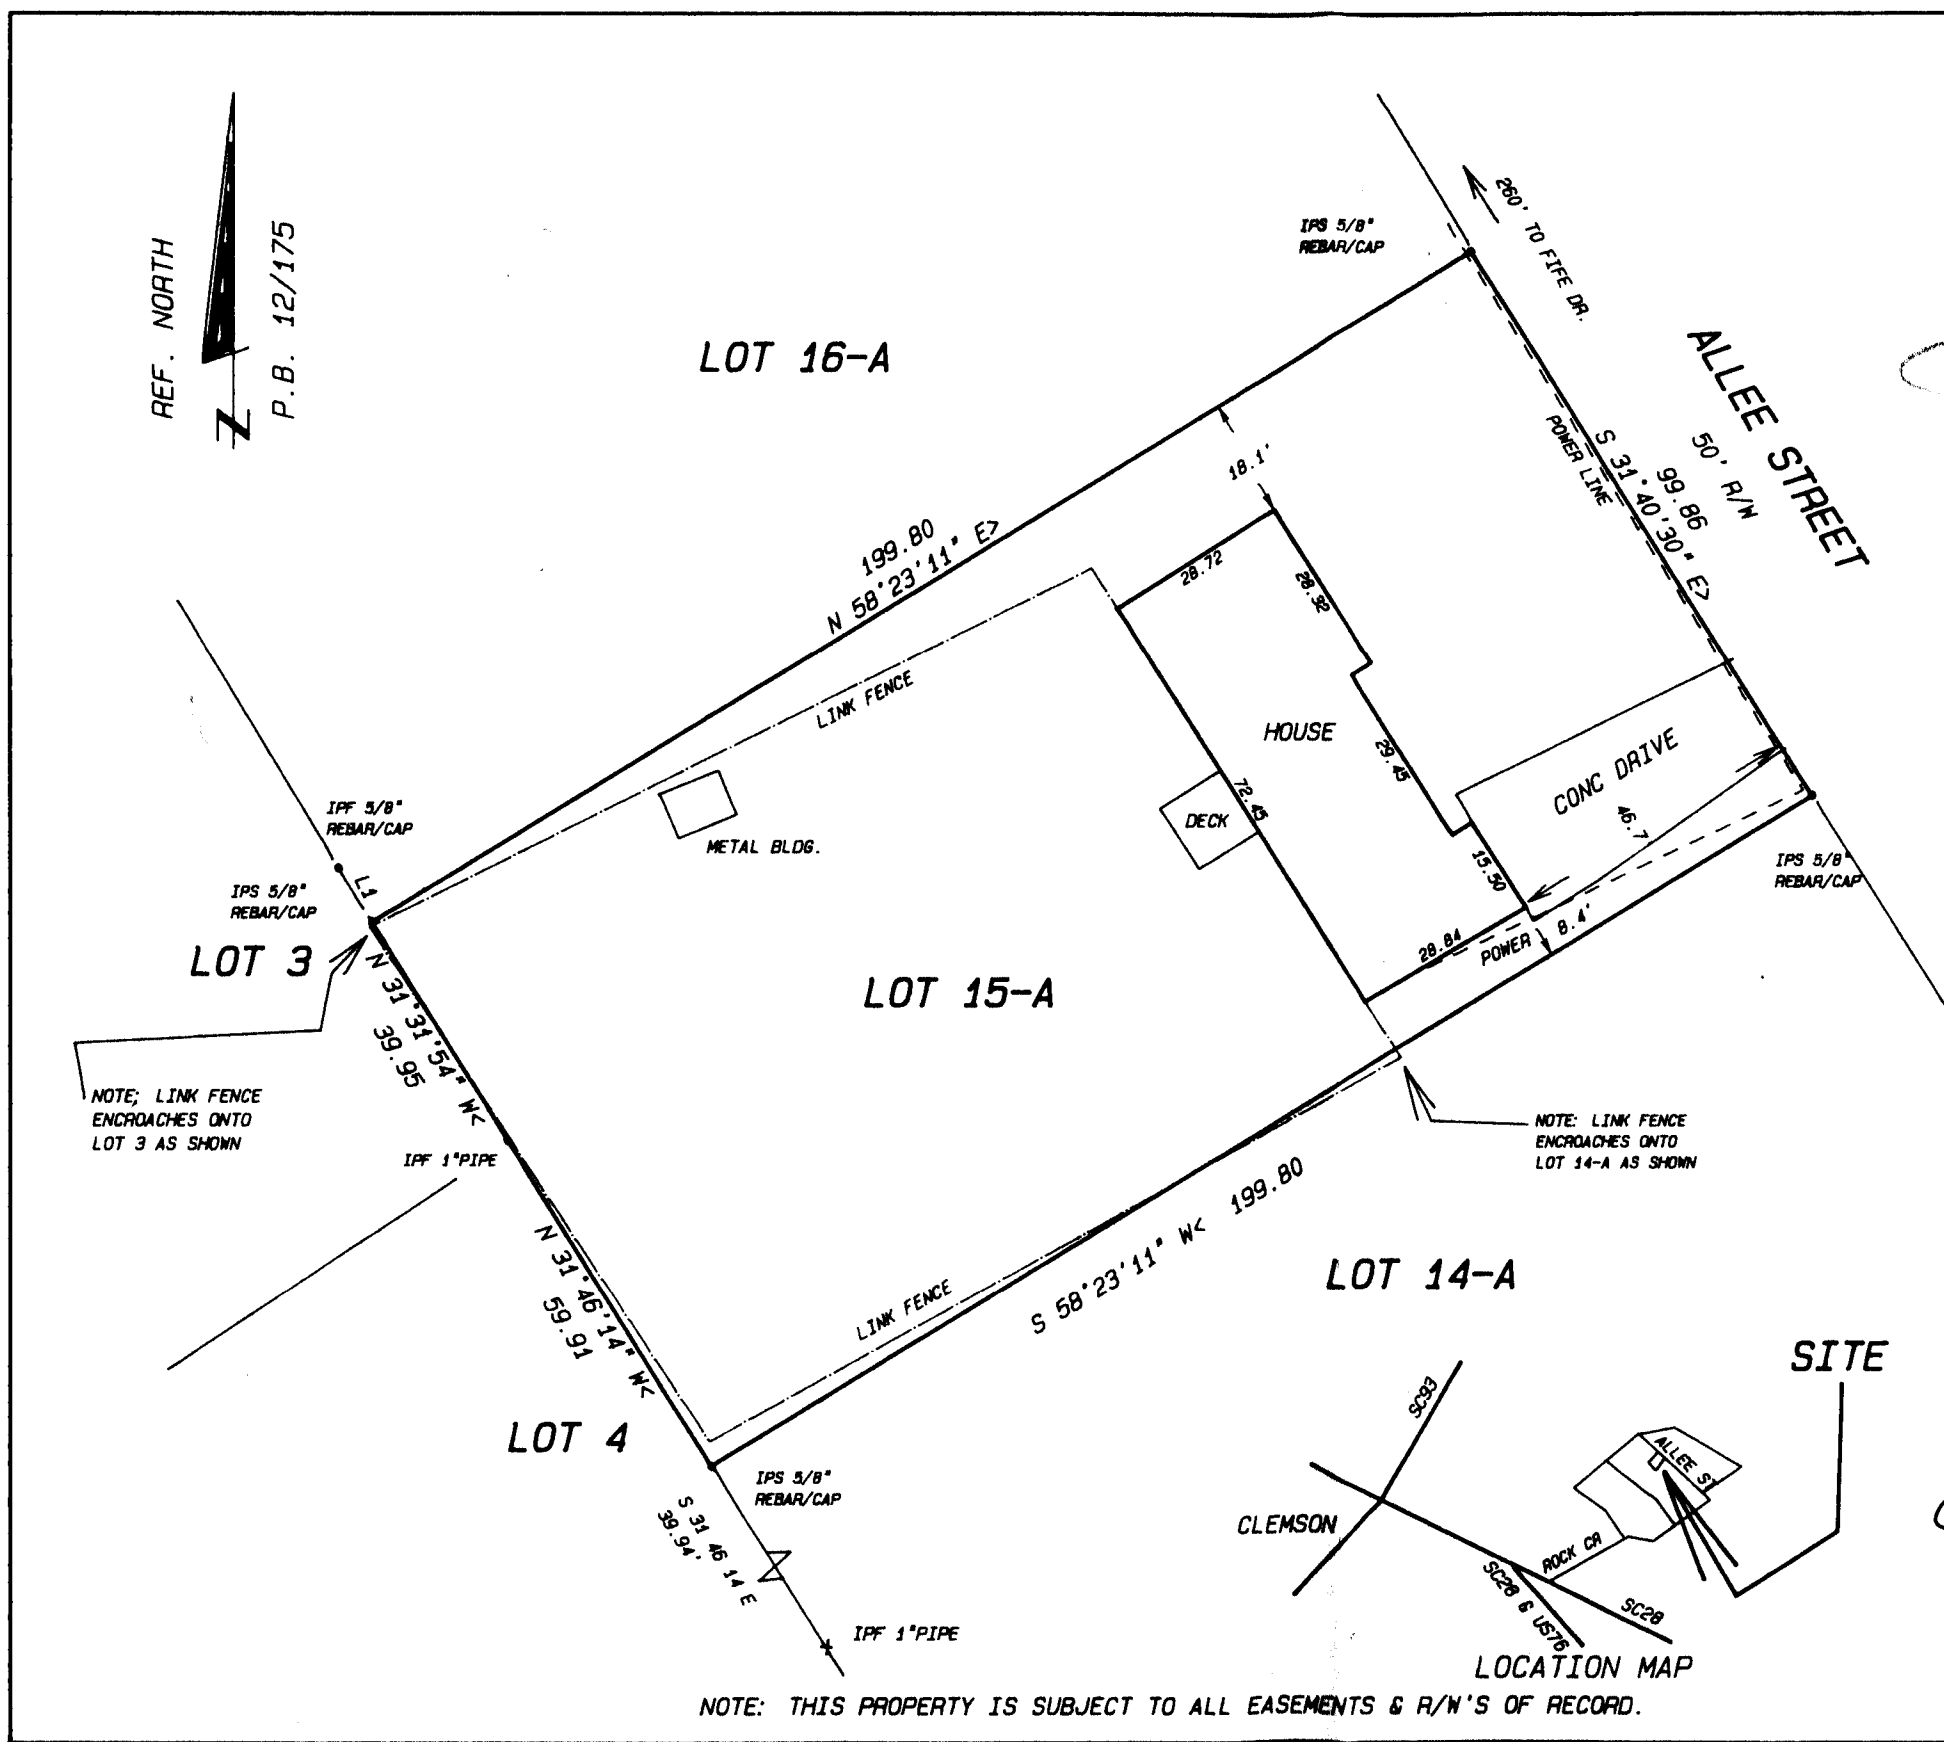 REF. NORTH
P.B. 12/175
N
IPS 5/8"
REBAR/CAP
260' TO FIFE DR.
ALLEE STREET
50' R/W
99.86
S 31°40'30" E>
POWER LINE
LOT 16-A
18.1'
199.80
N 58°23'11" E>
28.72
28.32
LINK FENCE
HOUSE
29.45
72.45
DECK
CONC DRIVE
46.7'
METAL BLDG.
IPF 5/8"
REBAR/CAP
L1
IPS 5/8"
REBAR/CAP
15.50
IPS 5/8"
REBAR/CAP
LOT 3
N 31°31'54" W<
39.95
28.84
POWER
8.4'
LOT 15-A
NOTE; LINK FENCE
ENCROACHES ONTO
LOT 3 AS SHOWN
IPF 1"PIPE
NOTE: LINK FENCE
ENCROACHES ONTO
LOT 14-A AS SHOWN
N 31°46'14" W<
59.91
LINK FENCE
S 58°23'11" W< 199.80
LOT 14-A
LOT 4
IPS 5/8"
REBAR/CAP
S 31 46 14 E
39.94'
IPF 1"PIPE
SITE
SC93
ALLEE ST
CLEMSON
ROCK CR
SC28 & US76
SC28
LOCATION MAP
NOTE: THIS PROPERTY IS SUBJECT TO ALL EASEMENTS & R/W'S OF RECORD.